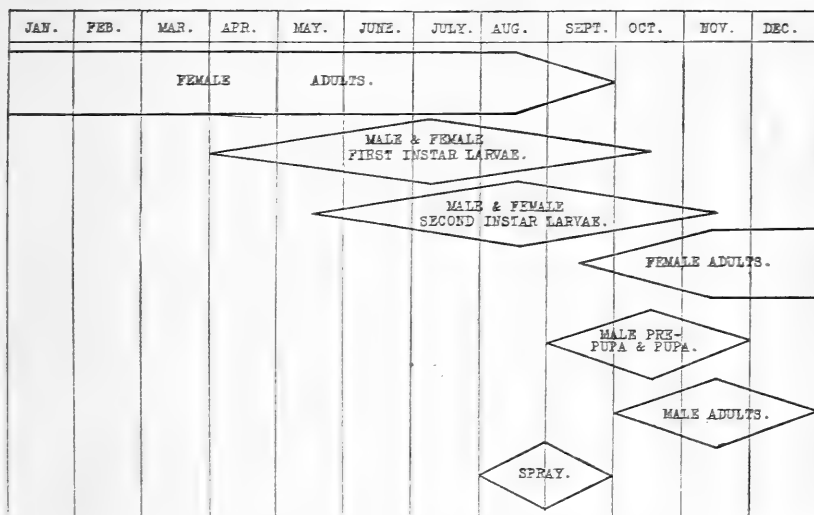 JAN. FEB. MAR. APR. MAY. JUNE. JULY. AUG. SEPT. OCT. NOV. DEC.
FEMALE ADULTS.
MALE & FEMALE
FIRST INSTAR LARVAE.
MALE & FEMALE
SECOND INSTAR LARVAE.
FEMALE ADULTS.
MALE PRE-
PUPA & PUPA.
MALE ADULTS.
SPRAY.